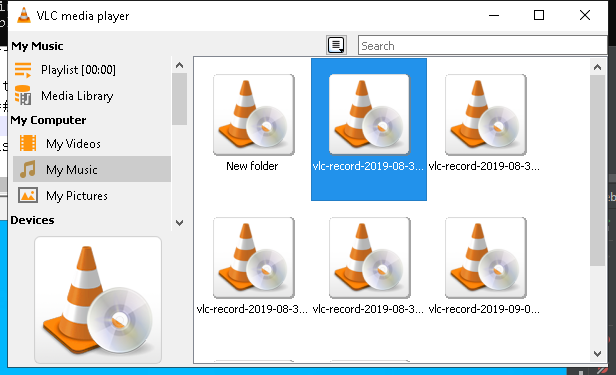 VLC media player
My Music
Search
Playlist [00:00]
Media Library
My Computer
My Videos
My Music
My Pictures
Devices
New folder
vlc-record-2019-08-3...
vlc-record-2019-08-3...
vlc-record-2019-08-3...
vlc-record-2019-08-3...
vlc-record-2019-09-0...